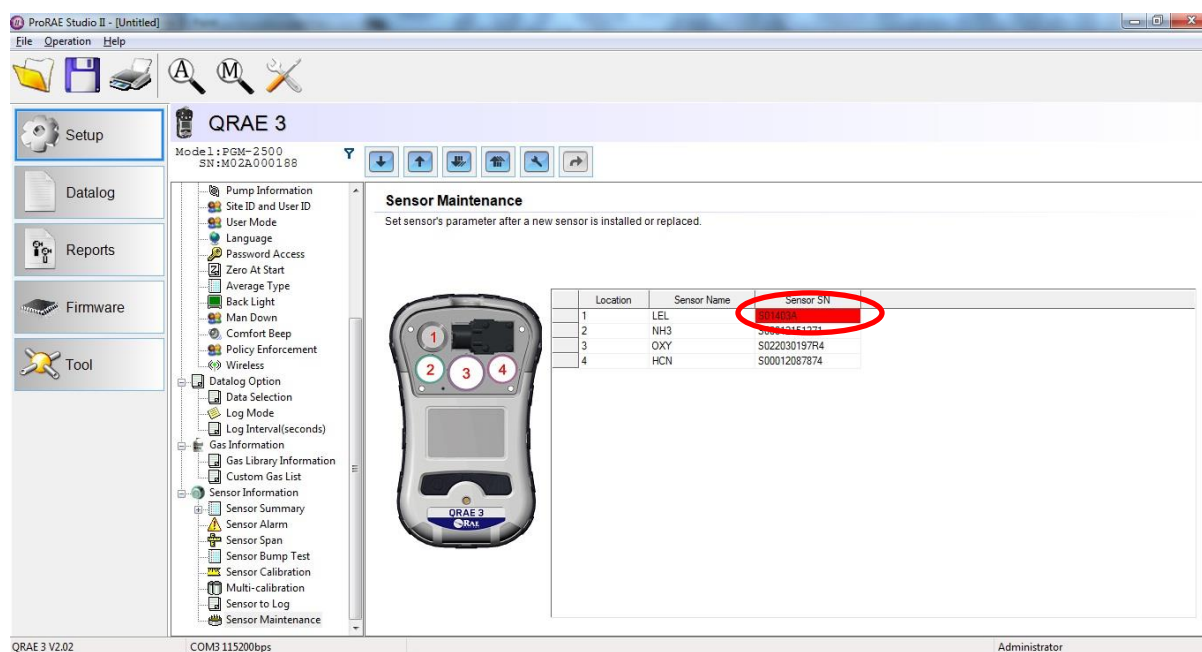 ProRAE Studio II - [Untitled]
File Operation Help
A M
Setup
Datalog
Reports
Firmware
Tool
QRAE 3
Model:PGM-2500
SN:M02A000188
Pump Information
Site ID and User ID
User Mode
Language
Password Access
Zero At Start
Average Type
Back Light
Man Down
Comfort Beep
Policy Enforcement
Wireless
Datalog Option
Data Selection
Log Mode
Log Interval(seconds)
Gas Information
Gas Library Information
Custom Gas List
Sensor Information
Sensor Summary
Sensor Alarm
Sensor Span
Sensor Bump Test
Sensor Calibration
Multi-calibration
Sensor to Log
Sensor Maintenance
Sensor Maintenance
Set sensor's parameter after a new sensor is installed or replaced.
1
2 3 4
QRAE 3
RAE
Location Sensor Name Sensor SN
1 LEL S01403A
2 NH3
3 OXY S022030197R4
4 HCN S00012087874
QRAE 3 V2.02 COM3 115200bps Administrator